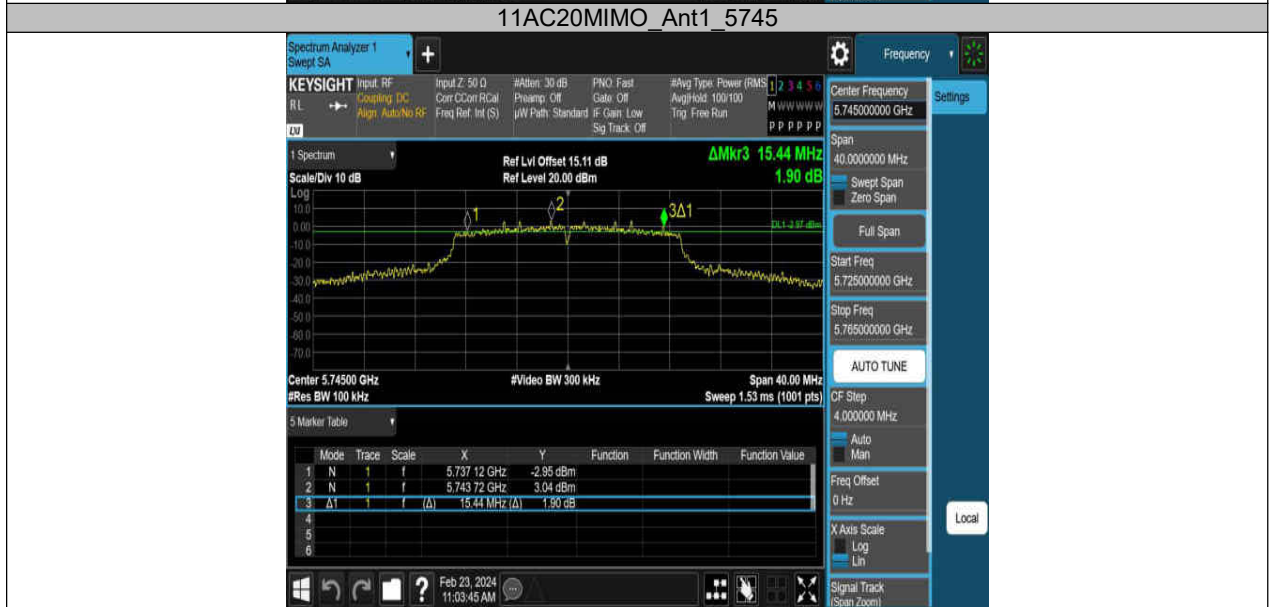 11AC20MIMO_Ant1_5745
Spectrum Analyzer 1
Swept SA
+
Frequency
KEYSIGHT Input: RF Input Z: 50 Ω #Atten: 30 dB PNO: Fast #Avg Type: Power (RMS 1 2 3 4 5 6
RL Coupling: DC Corr CCorr RCal Preamp: Off Gate: Off Avg|Hold: 100/100 M W W W W W
Align: Auto/No RF Freq Ref: Int (S) µW Path: Standard IF Gain: Low Trig: Free Run
Sig Track: Off P P P P P P
LXI
1 Spectrum
Ref Lvl Offset 15.11 dB
ΔMkr3 15.44 MHz
Scale/Div 10 dB
Ref Level 20.00 dBm
1.90 dB
Log
10.0
0.00
-10.0
-20.0
-30.0
-40.0
-50.0
-60.0
-70.0
1
2
3Δ1
DL1 -2.97 dBm
Center 5.74500 GHz #Video BW 300 kHz Span 40.00 MHz
#Res BW 100 kHz Sweep 1.53 ms (1001 pts)
5 Marker Table
Mode Trace Scale X Y Function Function Width Function Value
1 N 1 f 5.737 12 GHz -2.95 dBm
2 N 1 f 5.743 72 GHz 3.04 dBm
3 Δ1 1 f (Δ) 15.44 MHz (Δ) 1.90 dB
4
5
6
Feb 23, 2024
11:03:45 AM
Center Frequency
5.745000000 GHz
Settings
Span
40.0000000 MHz
Swept Span
Zero Span
Full Span
Start Freq
5.725000000 GHz
Stop Freq
5.765000000 GHz
AUTO TUNE
CF Step
4.000000 MHz
Auto
Man
Freq Offset
0 Hz
X Axis Scale
Log
Lin
Local
Signal Track
(Span Zoom)